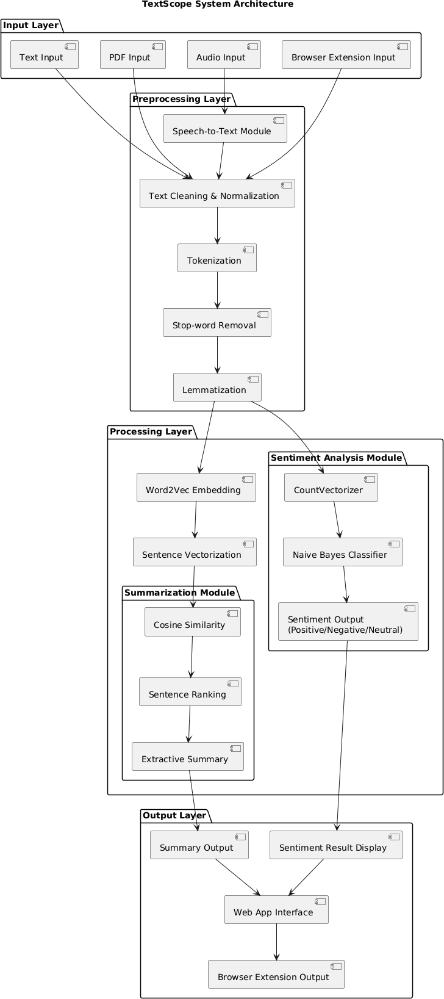 TextScope System Architecture
Input Layer
Text Input
PDF Input
Audio Input
Browser Extension Input
Preprocessing Layer
Speech-to-Text Module
Text Cleaning & Normalization
Tokenization
Stop-word Removal
Lemmatization
Processing Layer
Sentiment Analysis Module
Word2Vec Embedding
CountVectorizer
Sentence Vectorization
Naive Bayes Classifier
Summarization Module
Cosine Similarity
Sentiment Output
(Positive/Negative/Neutral)
Sentence Ranking
Extractive Summary
Output Layer
Summary Output
Sentiment Result Display
Web App Interface
Browser Extension Output